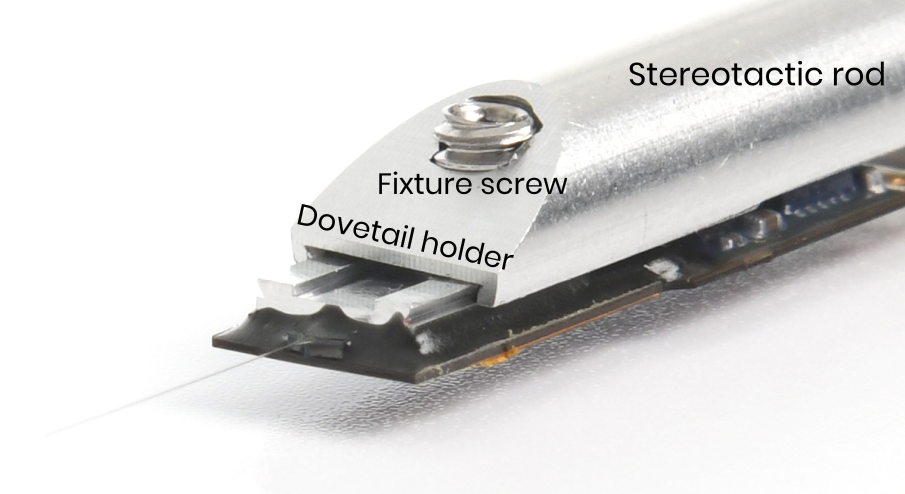 Stereotactic rod
Fixture screw
Dovetail holder